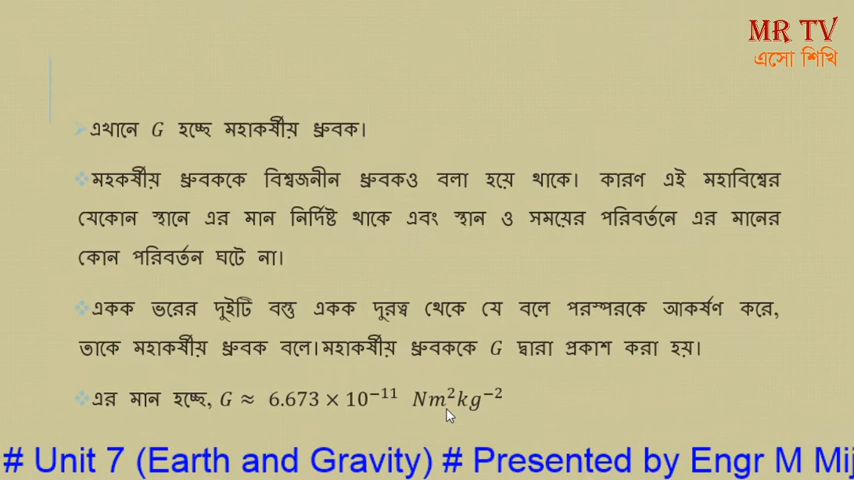 MR TV
এসো শিখি
এখানে G হচ্ছে মহাকর্ষীয় ধ্রুবক।
মহকর্ষীয় ধ্রুবককে বিশ্বজনীন ধ্রুবকও বলা হয়ে থাকে। কারণ এই মহাবিশ্বের
যেকোন স্থানে এর মান নির্দিষ্ট থাকে এবং স্থান ও সময়ের পরিবর্তনে এর মানের
কোন পরিবর্তন ঘটে না।
একক ভরের দুইটি বস্তু একক দুরত্ব থেকে যে বলে পরস্পরকে আকর্ষণ করে,
তাকে মহাকর্ষীয় ধ্রুবক বলে।মহাকর্ষীয় ধ্রুবককে G দ্বারা প্রকাশ করা হয়।
এর মান হচ্ছে, G ≈ 6.673 × 10⁻¹¹ Nm²kg⁻²
# Unit 7 (Earth and Gravity) # Presented by Engr M Mij